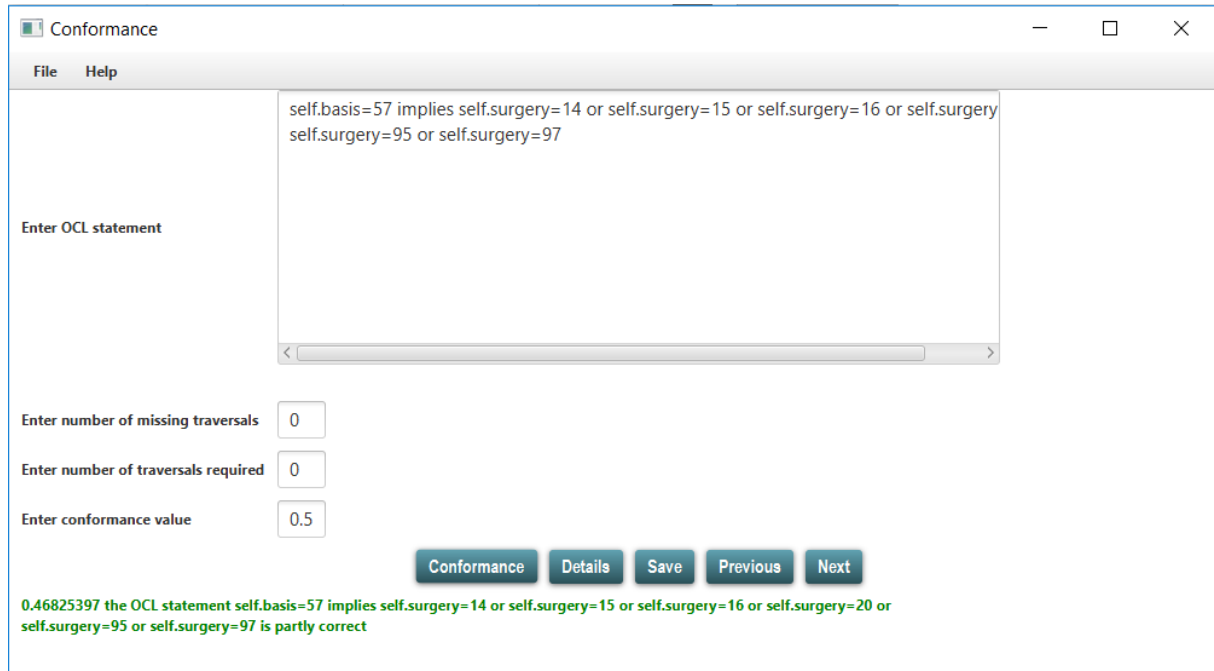 Conformance
File Help
self.basis=57 implies self.surgery=14 or self.surgery=15 or self.surgery=16 or self.surgery
self.surgery=95 or self.surgery=97
Enter OCL statement
Enter number of missing traversals 0
Enter number of traversals required 0
Enter conformance value 0.5
Conformance Details Save Previous Next
0.46825397 the OCL statement self.basis=57 implies self.surgery=14 or self.surgery=15 or self.surgery=16 or self.surgery=20 or
self.surgery=95 or self.surgery=97 is partly correct